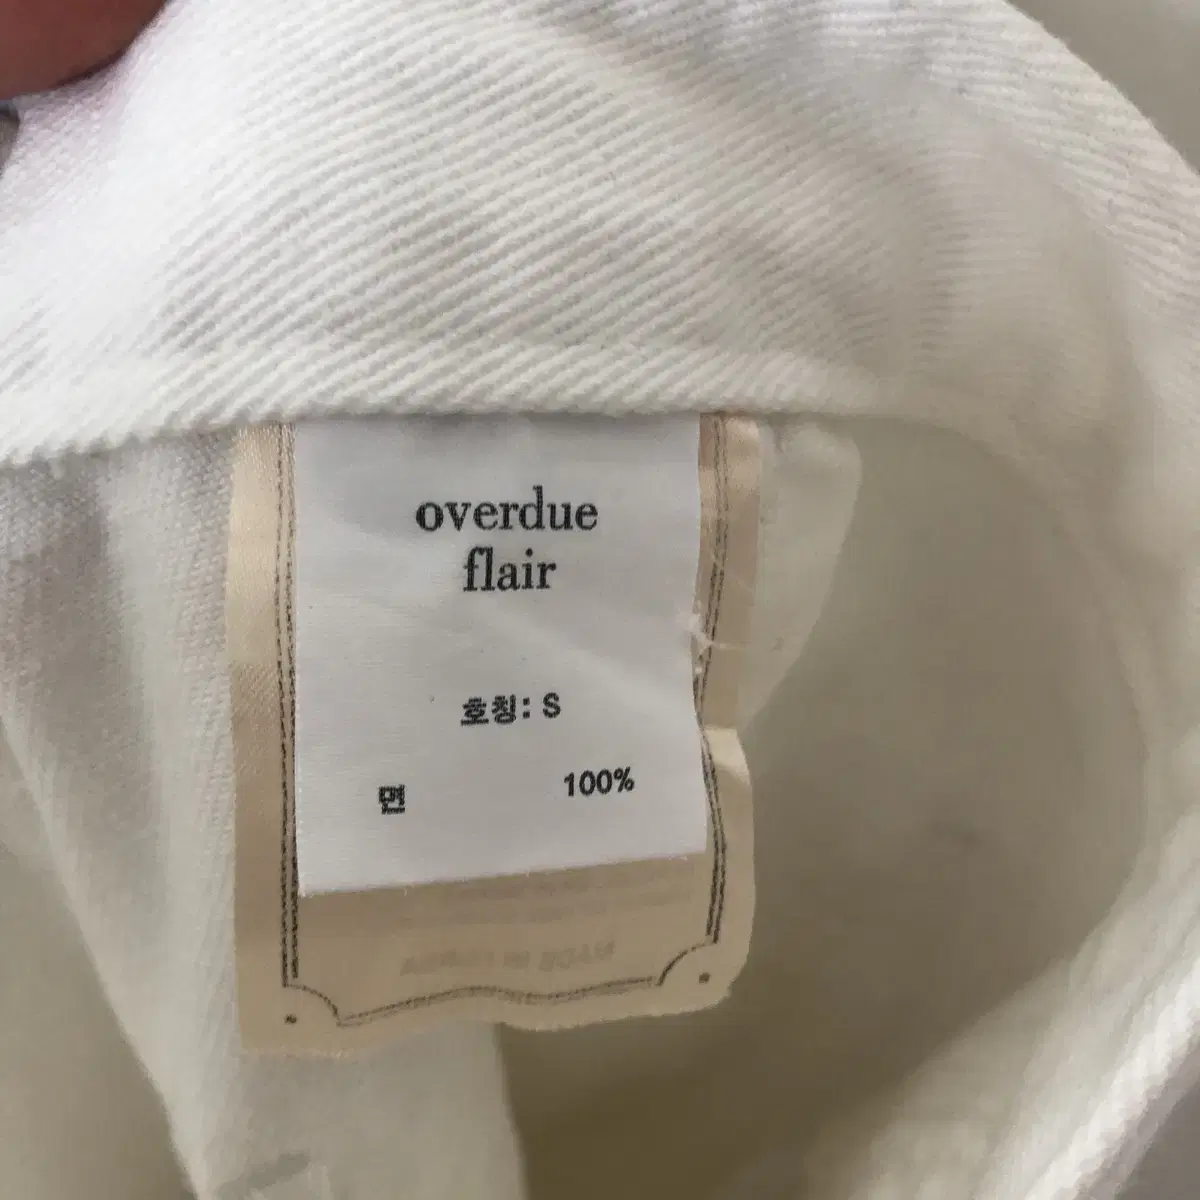 overdue
flair
호칭: S
면 100%